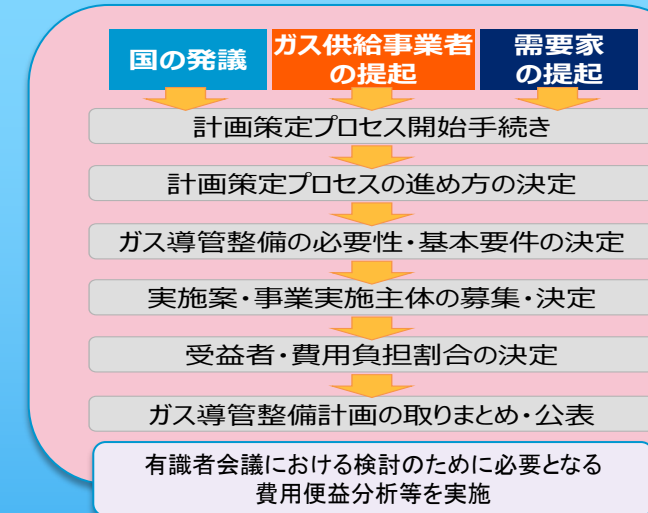 国の発議
ガス供給事業者
の提起
需要家
の提起
計画策定プロセス開始手続き
計画策定プロセスの進め方の決定
ガス導管整備の必要性・基本要件の決定
実施案・事業実施主体の募集・決定
受益者・費用負担割合の決定
ガス導管整備計画の取りまとめ・公表
有識者会議における検討のために必要となる
費用便益分析等を実施